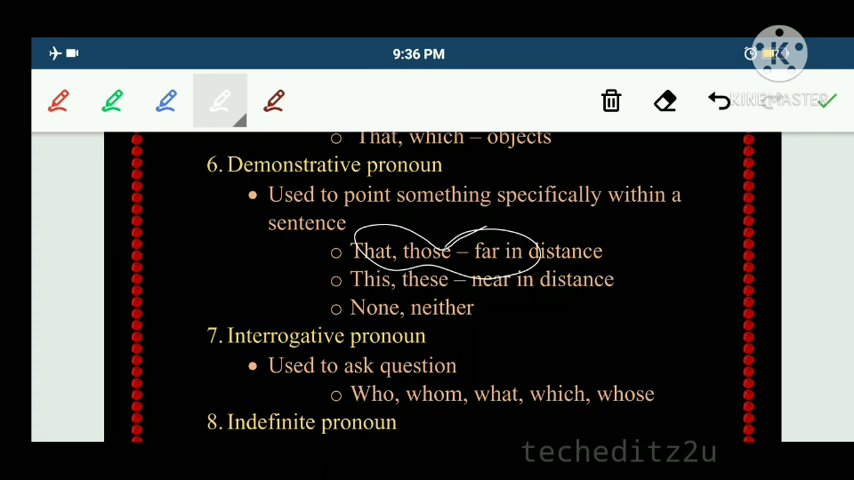 9:36 PM
K
KINEMASTER
That, which – objects
6. Demonstrative pronoun
• Used to point something specifically within a
sentence
o That, those – far in distance
o This, these – near in distance
o None, neither
7. Interrogative pronoun
• Used to ask question
o Who, whom, what, which, whose
8. Indefinite pronoun
techeditz2u